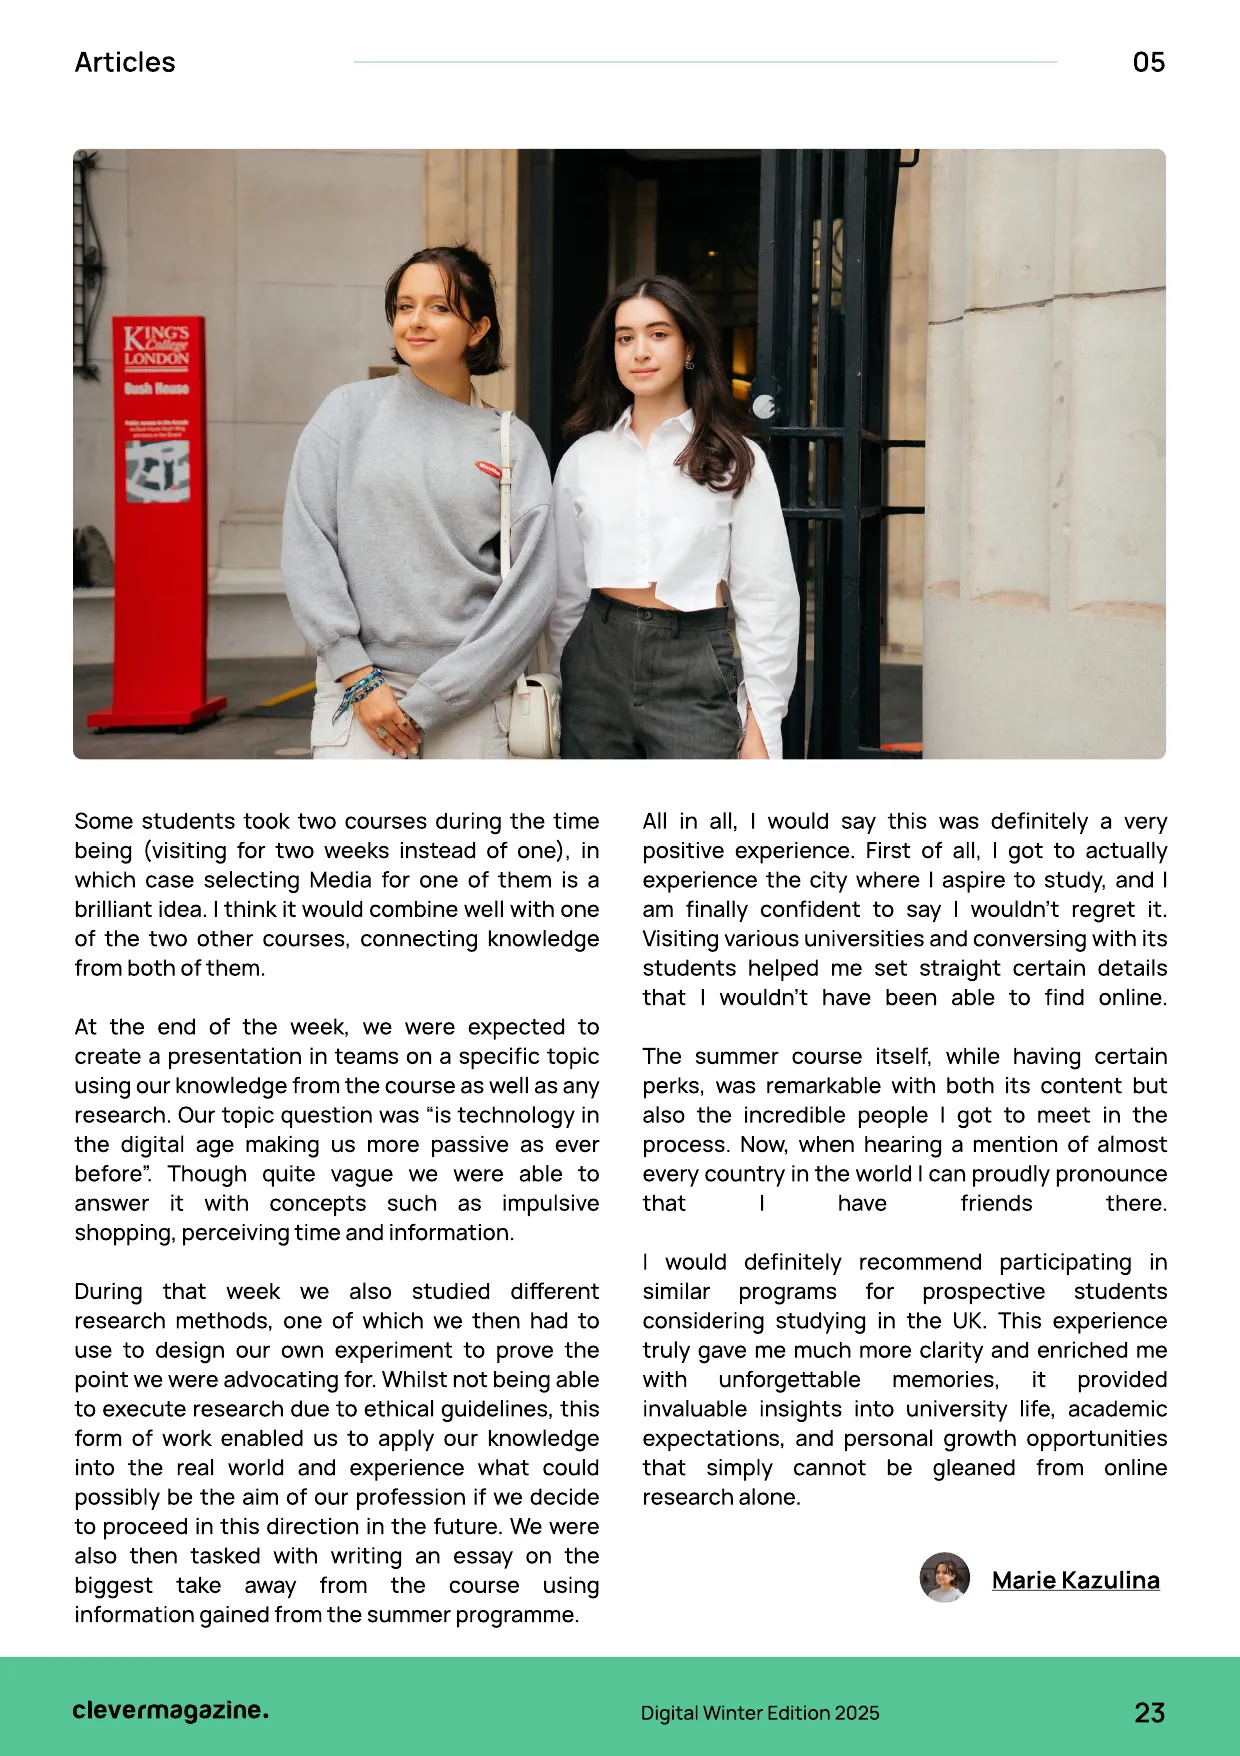 Articles
05
KING'S
College
LONDON
Bush House
Some students took two courses during the time
being (visiting for two weeks instead of one), in
which case selecting Media for one of them is a
brilliant idea. I think it would combine well with one
of the two other courses, connecting knowledge
from both of them.
At the end of the week, we were expected to
create a presentation in teams on a specific topic
using our knowledge from the course as well as any
research. Our topic question was “is technology in
the digital age making us more passive as ever
before”. Though quite vague we were able to
answer it with concepts such as impulsive
shopping, perceiving time and information.
During that week we also studied different
research methods, one of which we then had to
use to design our own experiment to prove the
point we were advocating for. Whilst not being able
to execute research due to ethical guidelines, this
form of work enabled us to apply our knowledge
into the real world and experience what could
possibly be the aim of our profession if we decide
to proceed in this direction in the future. We were
also then tasked with writing an essay on the
biggest take away from the course using
information gained from the summer programme.
All in all, I would say this was definitely a very
positive experience. First of all, I got to actually
experience the city where I aspire to study, and I
am finally confident to say I wouldn’t regret it.
Visiting various universities and conversing with its
students helped me set straight certain details
that I wouldn’t have been able to find online.
The summer course itself, while having certain
perks, was remarkable with both its content but
also the incredible people I got to meet in the
process. Now, when hearing a mention of almost
every country in the world I can proudly pronounce
that I have friends there.
I would definitely recommend participating in
similar programs for prospective students
considering studying in the UK. This experience
truly gave me much more clarity and enriched me
with unforgettable memories, it provided
invaluable insights into university life, academic
expectations, and personal growth opportunities
that simply cannot be gleaned from online
research alone.
Marie Kazulina
clevermagazine.
Digital Winter Edition 2025
23